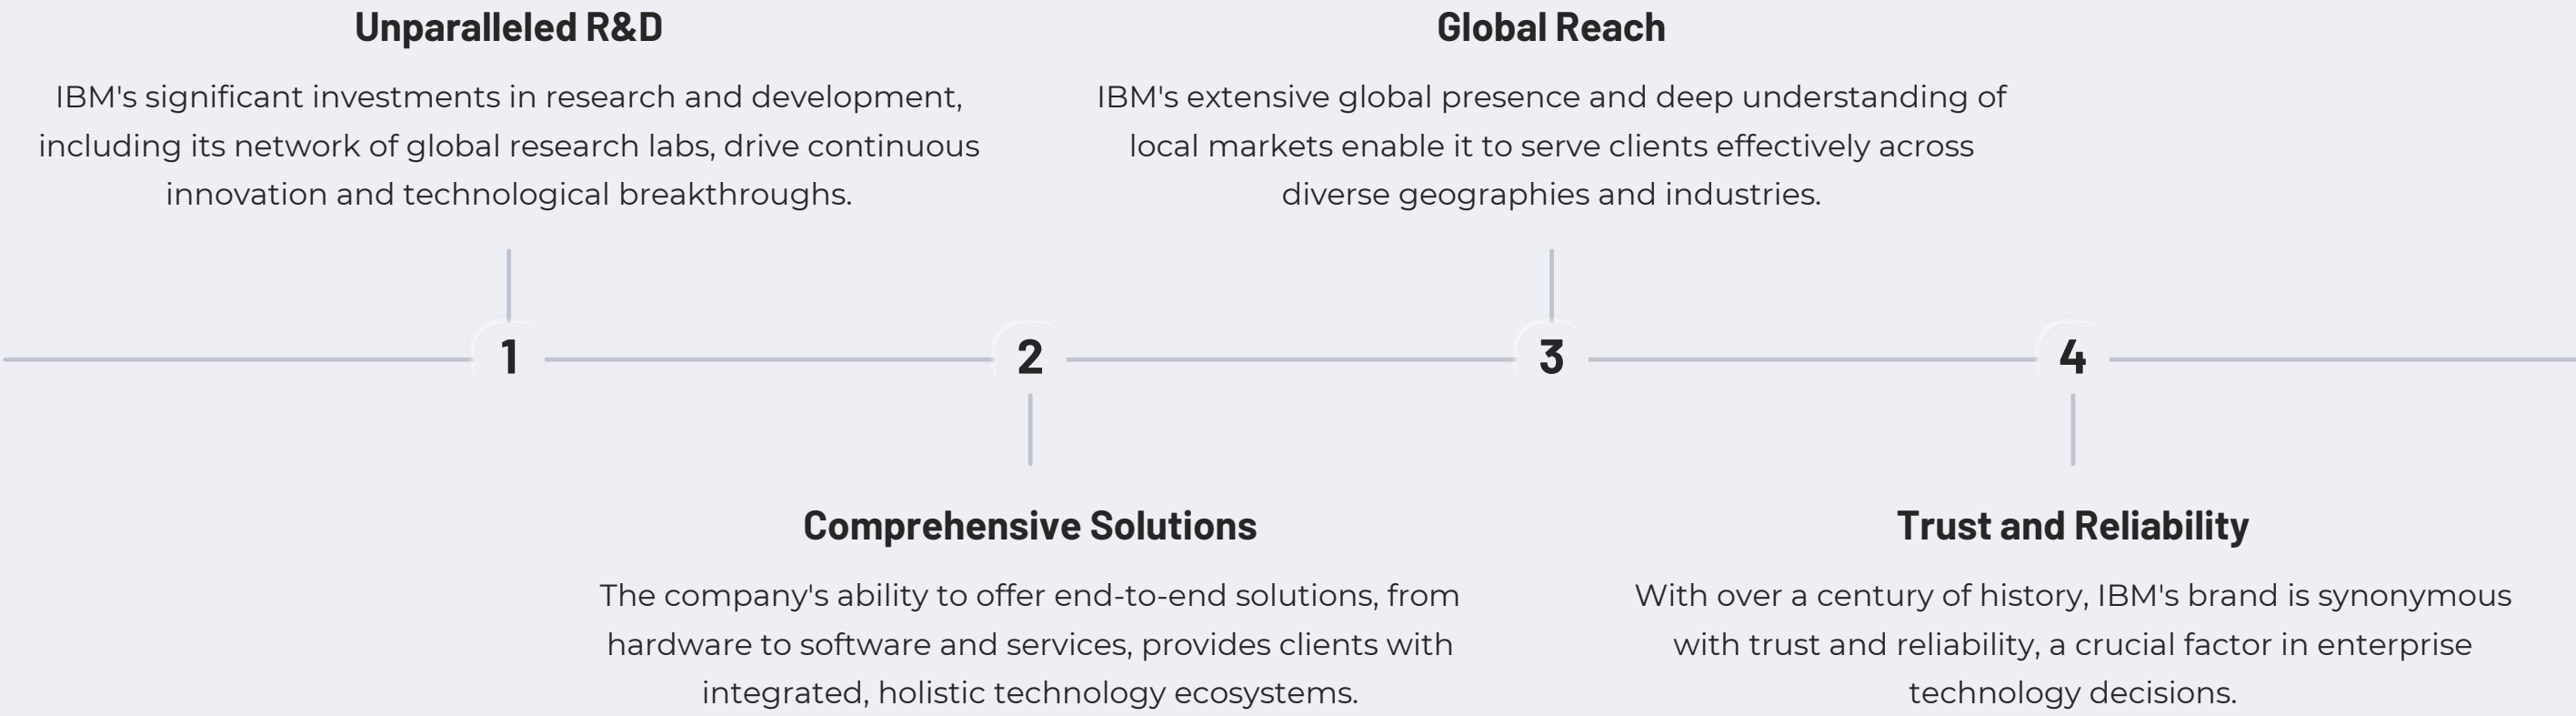 Unparalleled R&D
IBM's significant investments in research and development,
including its network of global research labs, drive continuous
innovation and technological breakthroughs.
Global Reach
IBM's extensive global presence and deep understanding of
local markets enable it to serve clients effectively across
diverse geographies and industries.
1
2
3
4
Comprehensive Solutions
The company's ability to offer end-to-end solutions, from
hardware to software and services, provides clients with
integrated, holistic technology ecosystems.
Trust and Reliability
With over a century of history, IBM's brand is synonymous
with trust and reliability, a crucial factor in enterprise
technology decisions.